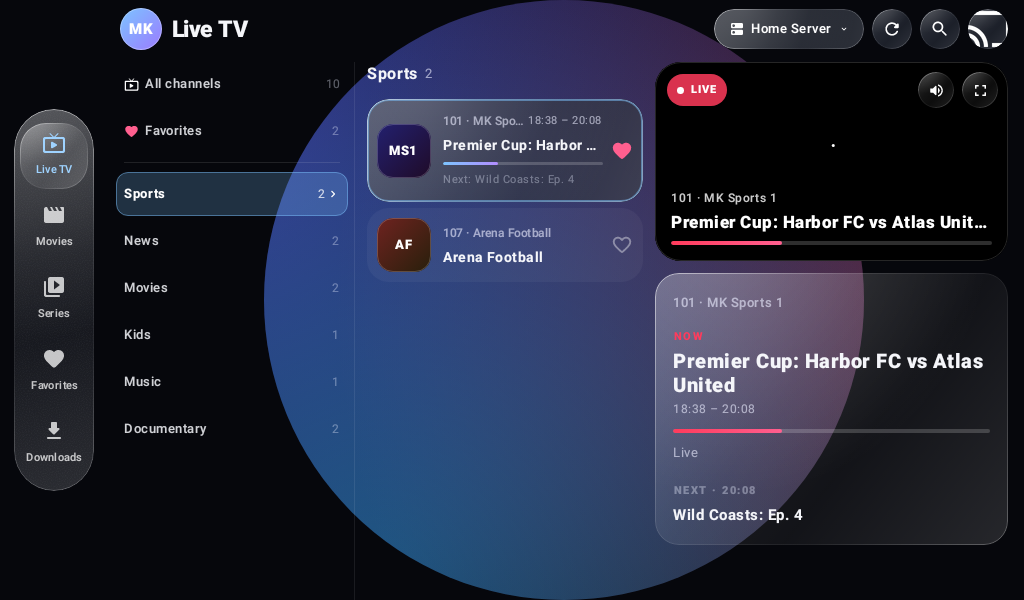 MK Live TV
Home Server
Live TV
Movies
Series
Favorites
Downloads
All channels 10
Favorites 2
Sports 2
News 2
Movies 2
Kids 1
Music 1
Documentary 2
Sports 2
MS1
101 · MK Spo... 18:38 – 20:08
Premier Cup: Harbor ...
Next: Wild Coasts: Ep. 4
AF
107 · Arena Football
Arena Football
LIVE
101 · MK Sports 1
Premier Cup: Harbor FC vs Atlas Unit...
101 · MK Sports 1
NOW
Premier Cup: Harbor FC vs Atlas
United
18:38 – 20:08
Live
NEXT · 20:08
Wild Coasts: Ep. 4